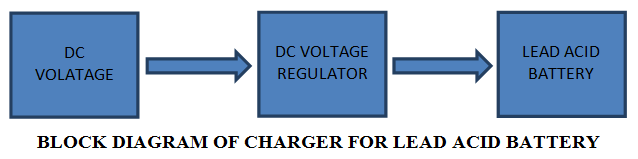 DC
VOLATAGE
DC VOLTAGE
REGULATOR
LEAD ACID
BATTERY
BLOCK DIAGRAM OF CHARGER FOR LEAD ACID BATTERY